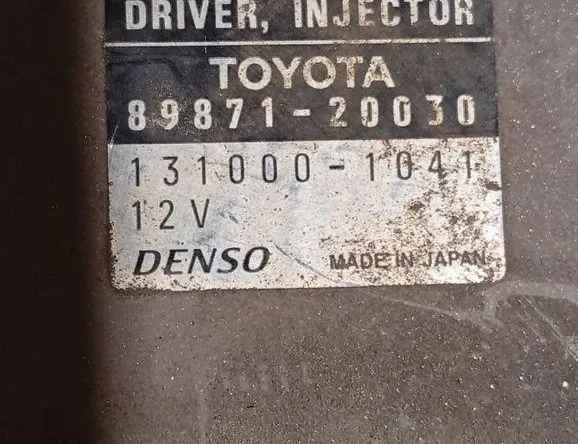 DRIVER, INJECTOR
TOYOTA
89871-20030
131000-1041
12V
DENSO MADE IN JAPAN